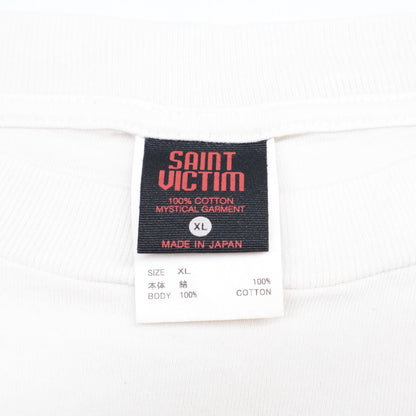 SAINT
VICTIM
100% COTTON
MYSTICAL GARMENT
XL
MADE IN JAPAN
SIZE XL
本体 綿 100%
BODY 100% COTTON